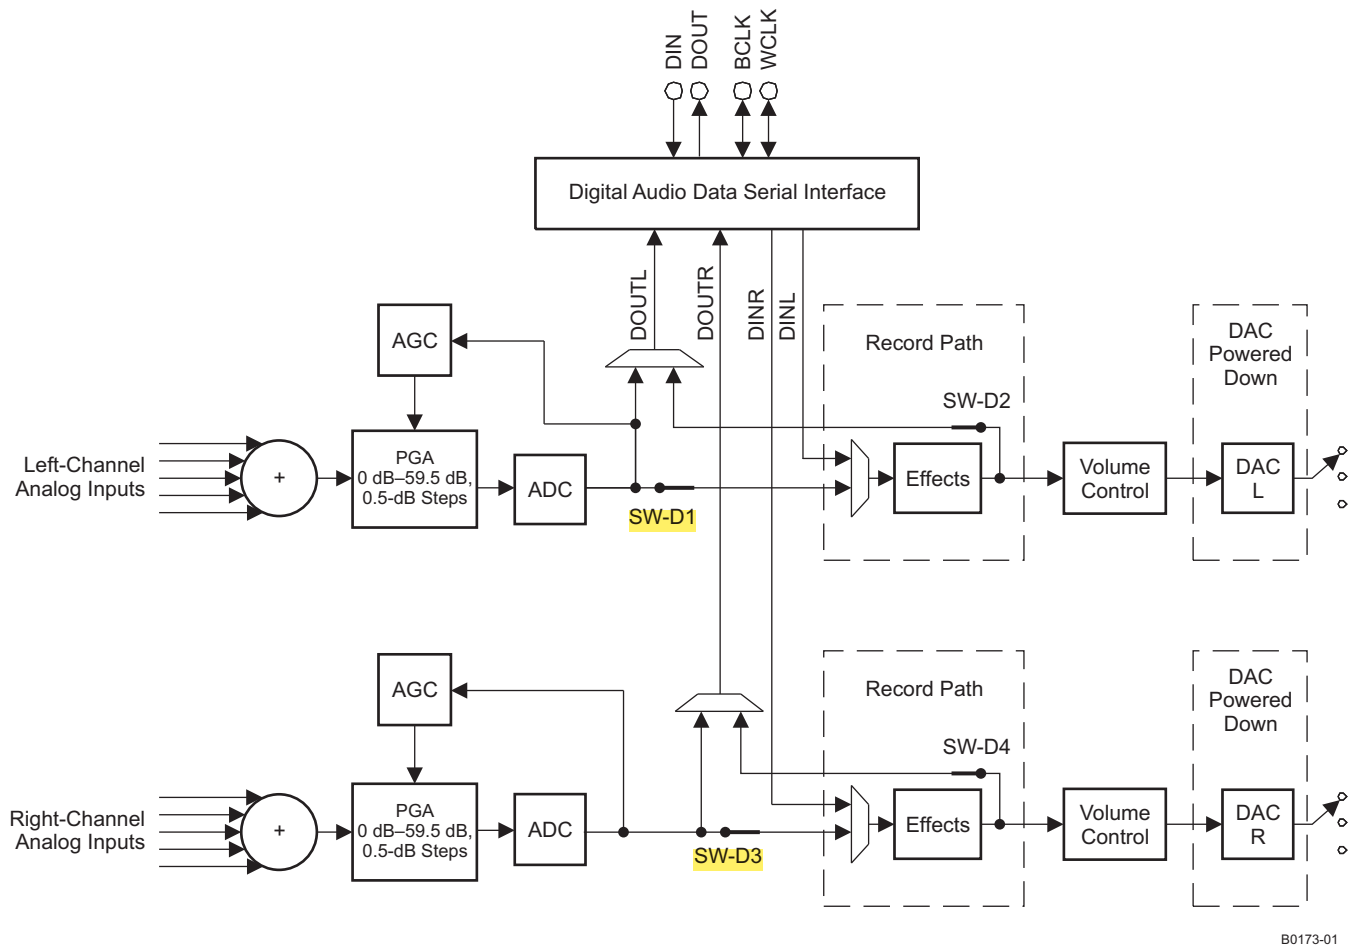 DIN
DOUT
BCLK
WCLK
Digital Audio Data Serial Interface
DOUTL
DOUTR
DINR
DINL
AGC
Record Path
DAC
Powered
Down
SW-D2
Left-Channel
Analog Inputs
+
PGA
0 dB–59.5 dB,
0.5-dB Steps
ADC
SW-D1
Effects
Volume
Control
DAC
L
AGC
Record Path
DAC
Powered
Down
SW-D4
Right-Channel
Analog Inputs
+
PGA
0 dB–59.5 dB,
0.5-dB Steps
ADC
SW-D3
Effects
Volume
Control
DAC
R
B0173-01